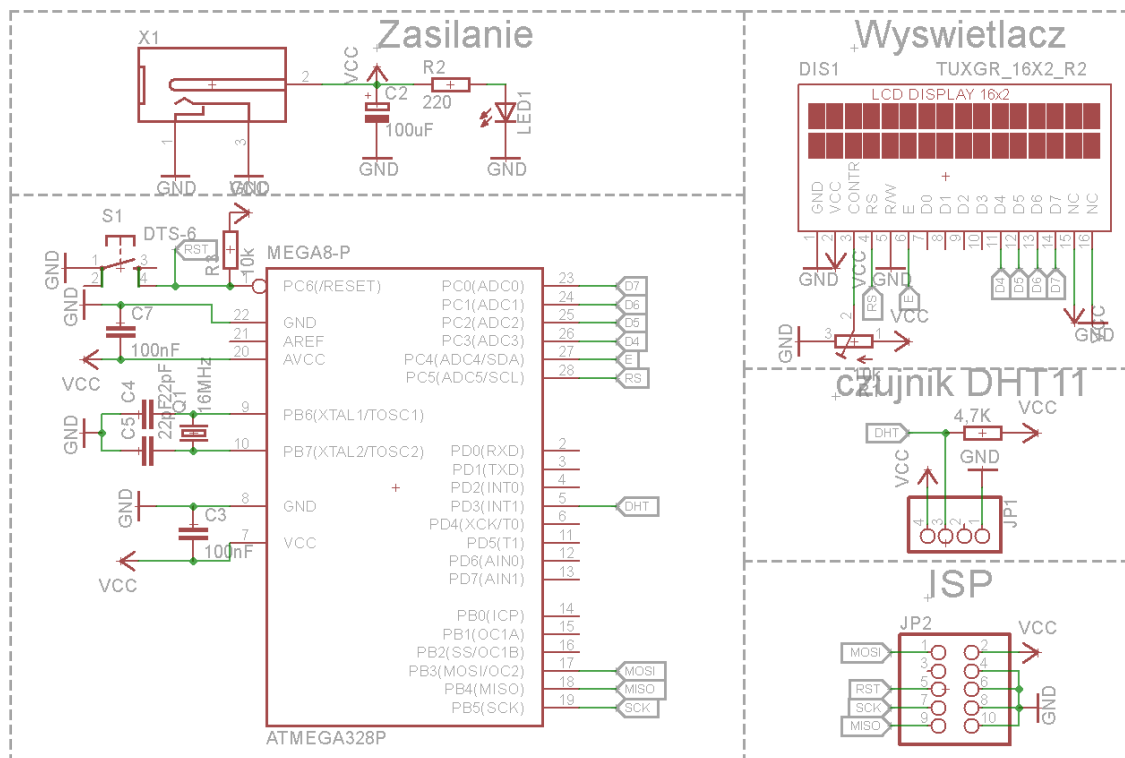 Zasilanie
X1
2
1
3
GND
GND
VCC
VCC
C2
100uF
GND
R2
220
LED1
GND
Wyswietlacz
DIS1
TUXGR_16X2_R2
LCD DISPLAY 16x2
GND
VCC
CONTR
RS
R/W
E
D0
D1
D2
D3
D4
D5
D6
D7
NC
NC
1
2
3
4
5
6
7
8
9
10
11
12
13
14
15
16
GND
VCC
RS
GND
E
D4
D5
D6
D7
GND
VCC
GND
3
2
1
VCC
10k
R1
S1
DTS-6
GND
1
3
2
4
RST
R3
10k
MEGA8-P
GND
C7
100nF
VCC
1
PC6(/RESET)
22
GND
21
AREF
20
AVCC
GND
C4
22pF
C5
22pF
Q1
16MHz
9
PB6(XTAL1/TOSC1)
10
PB7(XTAL2/TOSC2)
GND
C3
100nF
VCC
8
GND
7
VCC
PC0(ADC0)
23
D7
PC1(ADC1)
24
D6
PC2(ADC2)
25
D5
PC3(ADC3)
26
D4
PC4(ADC4/SDA)
27
E
PC5(ADC5/SCL)
28
RS
PD0(RXD)
2
PD1(TXD)
3
PD2(INT0)
4
PD3(INT1)
5
DHT
PD4(XCK/T0)
6
PD5(T1)
11
PD6(AIN0)
12
PD7(AIN1)
13
PB0(ICP)
14
PB1(OC1A)
15
PB2(SS/OC1B)
16
PB3(MOSI/OC2)
17
MOSI
PB4(MISO)
18
MISO
PB5(SCK)
19
SCK
ATMEGA328P
czujnik DHT11
DHT
4,7K
VCC
VCC
GND
4
3
2
1
JP1
ISP
JP2
VCC
MOSI
1
2
3
4
RST
5
6
SCK
7
8
MISO
9
10
GND